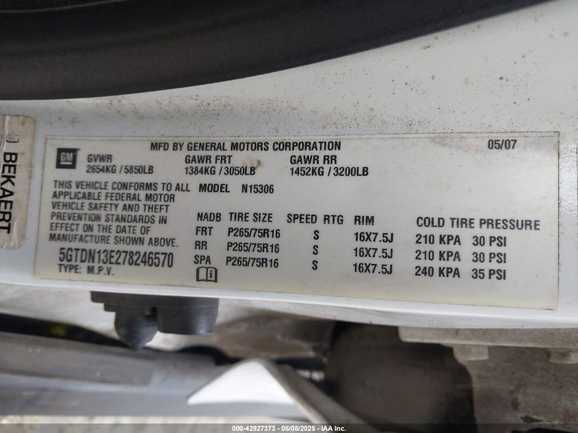 MFD BY GENERAL MOTORS CORPORATION 05/07
GM GVWR GAWR FRT GAWR RR
2654KG / 5850LB 1384KG / 3050LB 1452KG / 3200LB
THIS VEHICLE CONFORMS TO ALL MODEL N15306
APPLICABLE FEDERAL MOTOR
VEHICLE SAFETY AND THEFT
PREVENTION STANDARDS IN
EFFECT ON THE DATE OF
MANUFACTURE SHOWN ABOVE.
5GTDN13E278246570
TYPE: M.P.V.
NADB TIRE SIZE SPEED RTG RIM COLD TIRE PRESSURE
FRT P265/75R16 S 16X7.5J 210 KPA 30 PSI
RR P265/75R16 S 16X7.5J 210 KPA 30 PSI
SPA P265/75R16 S 16X7.5J 240 KPA 35 PSI
BEKAERT
000-42927373 - 08/08/2025 - IAA Inc.